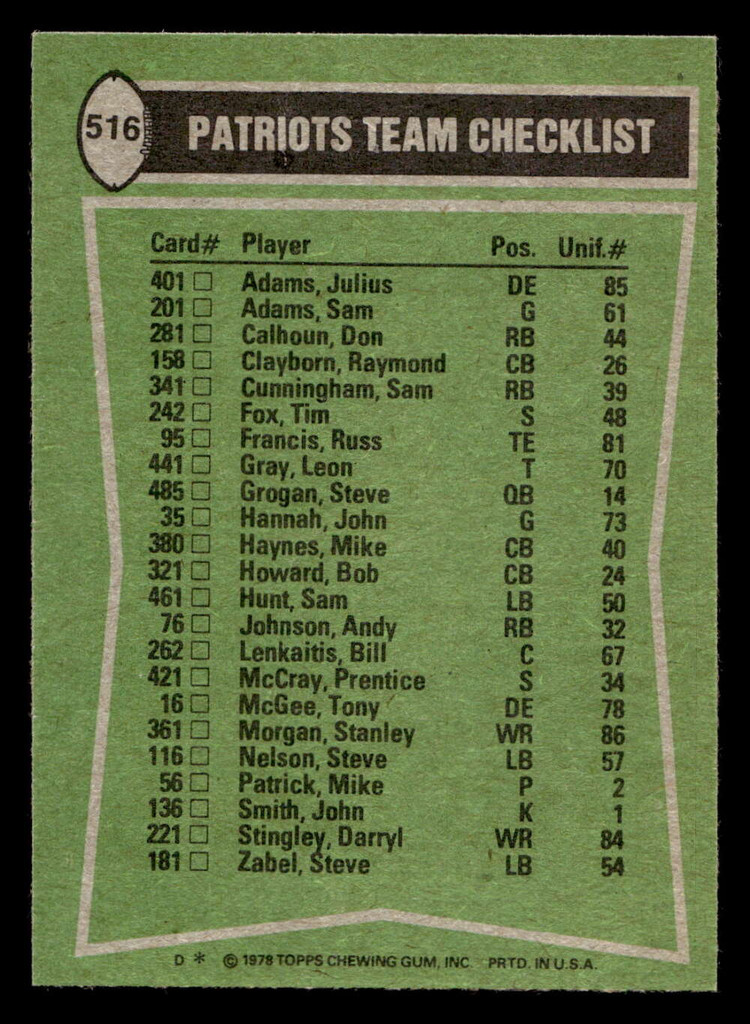 516
PATRIOTS TEAM CHECKLIST
Card# Player Pos. Unif.#
401 □ Adams, Julius DE 85
201 □ Adams, Sam G 61
281 □ Calhoun, Don RB 44
158 □ Clayborn, Raymond CB 26
341 □ Cunningham, Sam RB 39
242 □ Fox, Tim S 48
95 □ Francis, Russ TE 81
441 □ Gray, Leon T 70
485 □ Grogan, Steve QB 14
35 □ Hannah, John G 73
380 □ Haynes, Mike CB 40
321 □ Howard, Bob CB 24
461 □ Hunt, Sam LB 50
76 □ Johnson, Andy RB 32
262 □ Lenkaitis, Bill C 67
421 □ McCray, Prentice S 34
16 □ McGee, Tony DE 78
361 □ Morgan, Stanley WR 86
116 □ Nelson, Steve LB 57
56 □ Patrick, Mike P 2
136 □ Smith, John K 1
221 □ Stingley, Darryl WR 84
181 □ Zabel, Steve LB 54
D * © 1978 TOPPS CHEWING GUM, INC. PRTD. IN U.S.A.